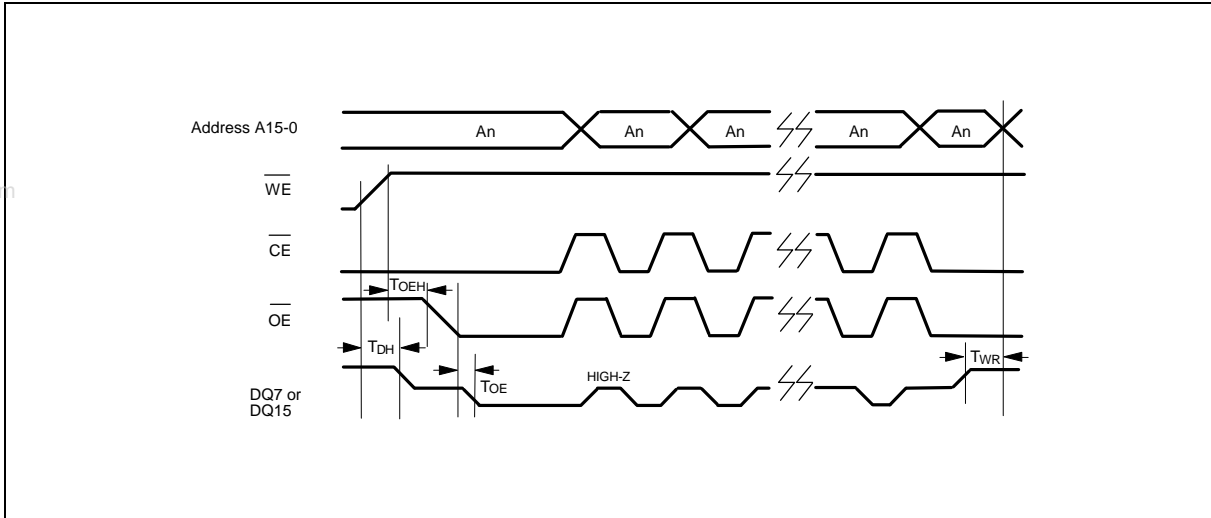 Address A15-0
An An An An An
WE
m
CE
TOEH
OE
TDH
TWR
TOE
HIGH-Z
DQ7 or
DQ15